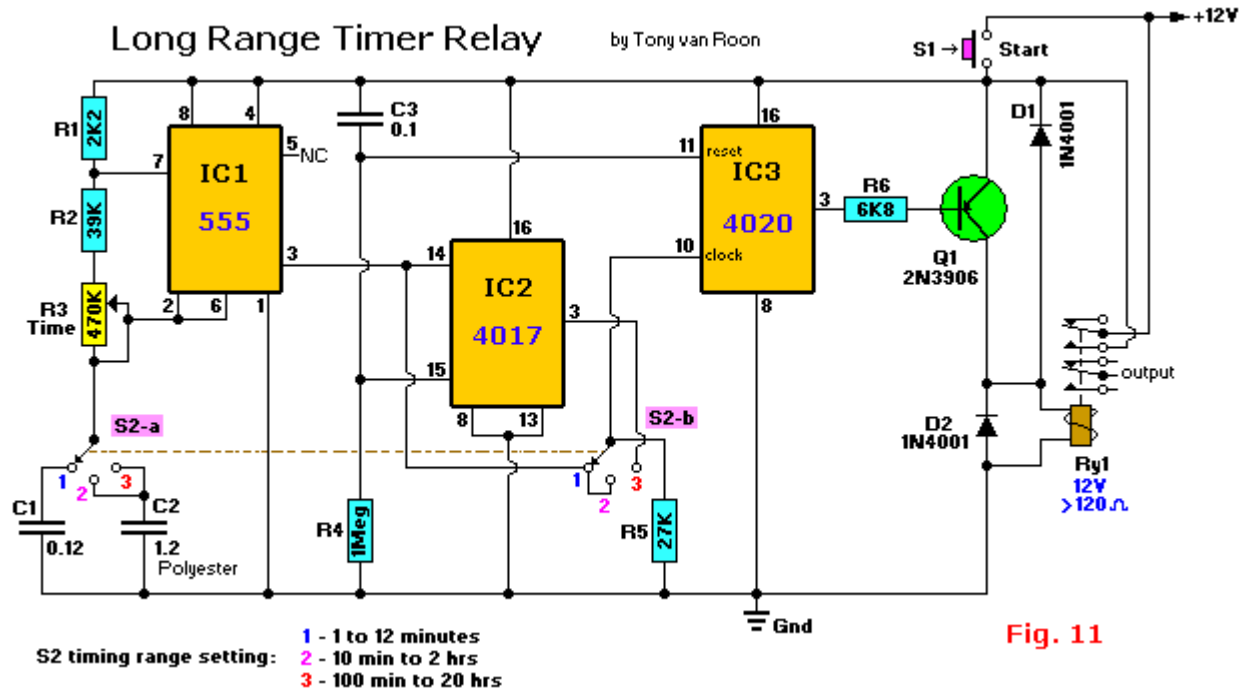 Long Range Timer Relay
by Tony van Roon
+12V
S1
Start
R1
2K2
8
4
C3
0.1
16
D1
1N4001
5
NC
7
IC1
555
11
reset
IC3
4020
R6
6K8
3
R2
39K
16
Q1
2N3906
3
14
10
clock
IC2
4017
R3
Time
470K
2
6
1
3
8
15
output
8
13
S2-a
S2-b
D2
1N4001
1
2
3
1
2
3
Ry1
12V
>120Ω
C1
0.12
C2
1.2
Polyester
R4
1Meg
R5
27K
Gnd
Fig. 11
S2 timing range setting:
1 - 1 to 12 minutes
2 - 10 min to 2 hrs
3 - 100 min to 20 hrs